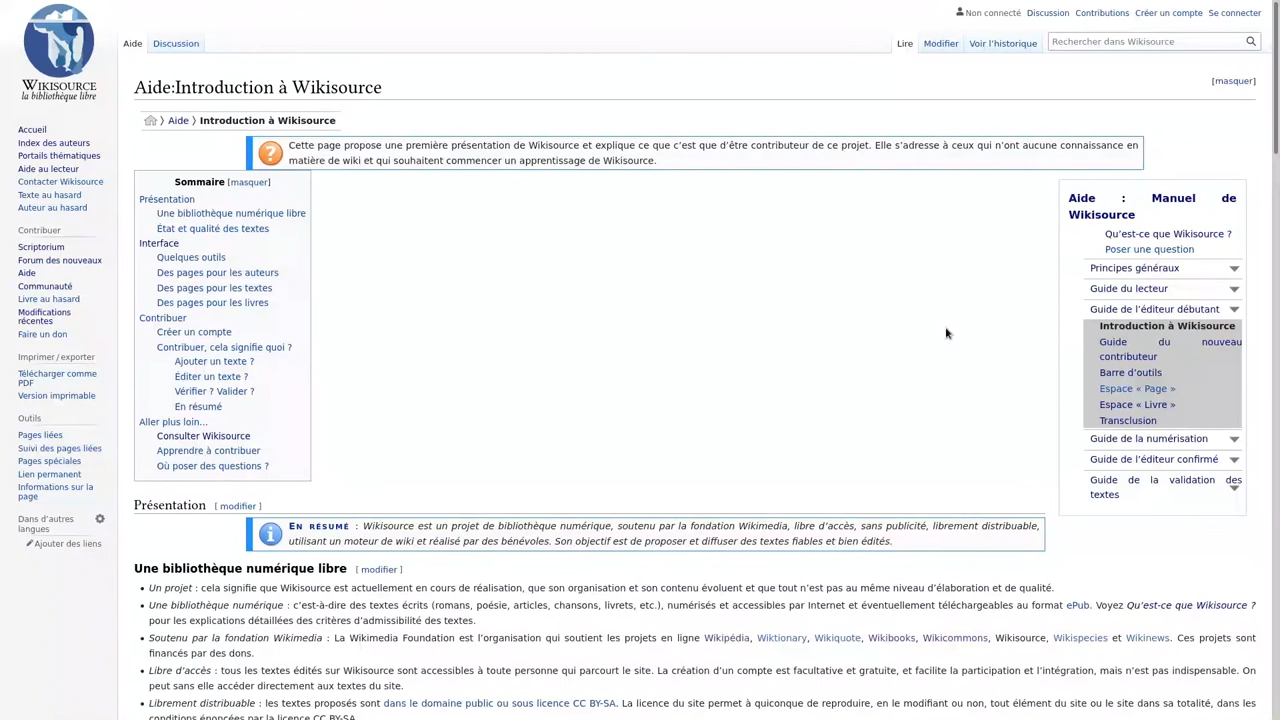 Non connecté Discussion Contributions Créer un compte Se connecter
Aide Discussion Lire Modifier Voir l’historique Rechercher dans Wikisource
WIKISOURCE
la bibliothèque libre
Accueil
Index des auteurs
Portails thématiques
Aide au lecteur
Contacter Wikisource
Texte au hasard
Auteur au hasard
Contribuer
Scriptorium
Forum des nouveaux
Aide
Communauté
Livre au hasard
Modifications
récentes
Faire un don
Imprimer / exporter
Télécharger comme
PDF
Version imprimable
Outils
Pages liées
Suivi des pages liées
Pages spéciales
Lien permanent
Informations sur la
page
Dans d’autres
langues
Ajouter des liens
Aide:Introduction à Wikisource
[masquer]
〉 Aide 〉 Introduction à Wikisource
Cette page propose une première présentation de Wikisource et explique ce que c’est que d’être contributeur de ce projet. Elle s’adresse à ceux qui n’ont aucune connaissance en
matière de wiki et qui souhaitent commencer un apprentissage de Wikisource.
Sommaire [masquer]
Présentation
Une bibliothèque numérique libre
État et qualité des textes
Interface
Quelques outils
Des pages pour les auteurs
Des pages pour les textes
Des pages pour les livres
Contribuer
Créer un compte
Contribuer, cela signifie quoi ?
Ajouter un texte ?
Éditer un texte ?
Vérifier ? Valider ?
En résumé
Aller plus loin…
Consulter Wikisource
Apprendre à contribuer
Où poser des questions ?
Aide : Manuel de
Wikisource
Qu’est-ce que Wikisource ?
Poser une question
Principes généraux
Guide du lecteur
Guide de l’éditeur débutant
Introduction à Wikisource
Guide du nouveau
contributeur
Barre d’outils
Espace « Page »
Espace « Livre »
Transclusion
Guide de la numérisation
Guide de l’éditeur confirmé
Guide de la validation des
textes
Présentation [ modifier ]
EN RÉSUMÉ : Wikisource est un projet de bibliothèque numérique, soutenu par la fondation Wikimedia, libre d’accès, sans publicité, librement distribuable,
utilisant un moteur de wiki et réalisé par des bénévoles. Son objectif est de proposer et diffuser des textes fiables et bien édités.
Une bibliothèque numérique libre [ modifier ]
• Un projet : cela signifie que Wikisource est actuellement en cours de réalisation, que son organisation et son contenu évoluent et que tout n’est pas au même niveau d’élaboration et de qualité.
• Une bibliothèque numérique : c’est-à-dire des textes écrits (romans, poésie, articles, chansons, livrets, etc.), numérisés et accessibles par Internet et éventuellement téléchargeables au format ePub. Voyez Qu’est-ce que Wikisource ?
pour les explications détaillées des critères d’admissibilité des textes.
• Soutenu par la fondation Wikimedia : La Wikimedia Foundation est l’organisation qui soutient les projets en ligne Wikipédia, Wiktionary, Wikiquote, Wikibooks, Wikicommons, Wikisource, Wikispecies et Wikinews. Ces projets sont
financés par des dons.
• Libre d’accès : tous les textes édités sur Wikisource sont accessibles à toute personne qui parcourt le site. La création d’un compte est facultative et gratuite, et facilite la participation et l’intégration, mais n’est pas indispensable. On
peut sans elle accéder directement aux textes du site.
• Librement distribuable : les textes proposés sont dans le domaine public ou sous licence CC BY-SA. La licence du site permet à quiconque de reproduire, en le modifiant ou non, tout élément du site ou le site dans sa totalité, dans les
conditions énoncées par la licence CC BY-SA.